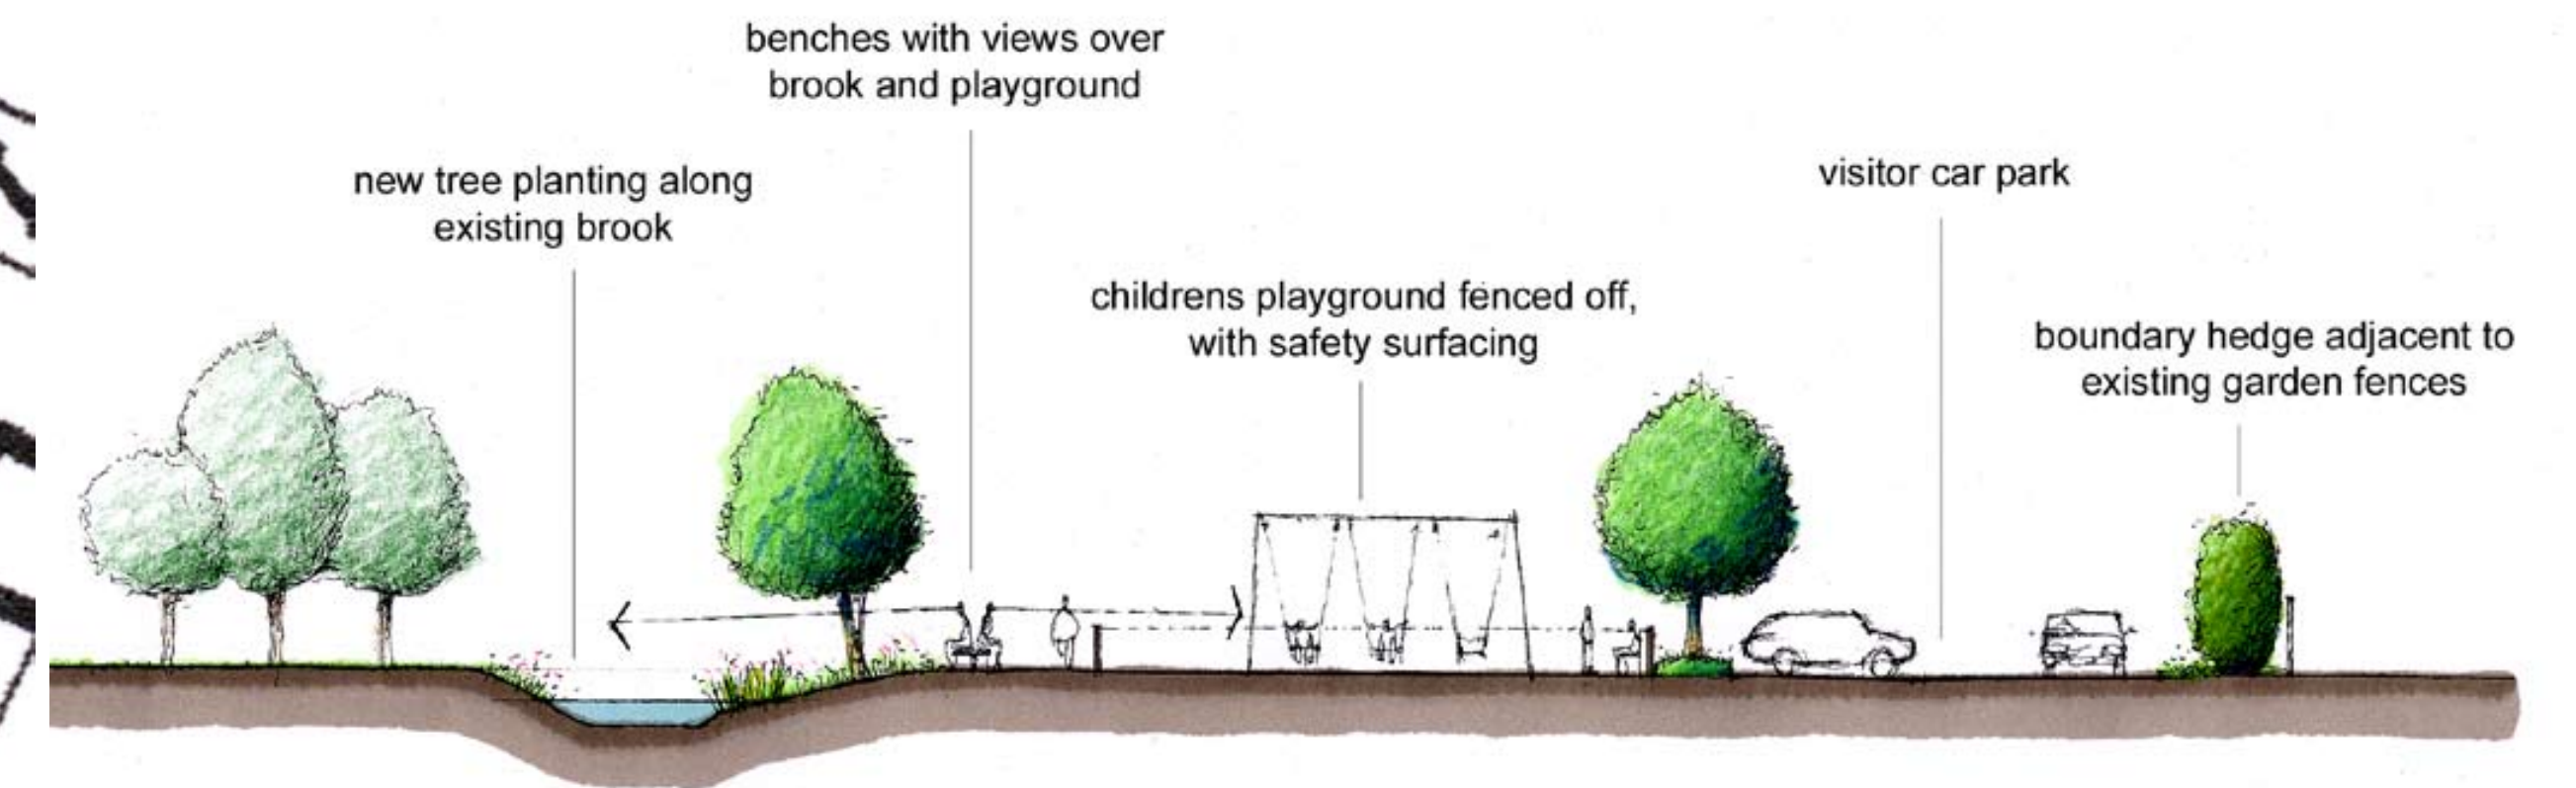 benches with views over
brook and playground
new tree planting along
existing brook
visitor car park
childrens playground fenced off,
with safety surfacing
boundary hedge adjacent to
existing garden fences